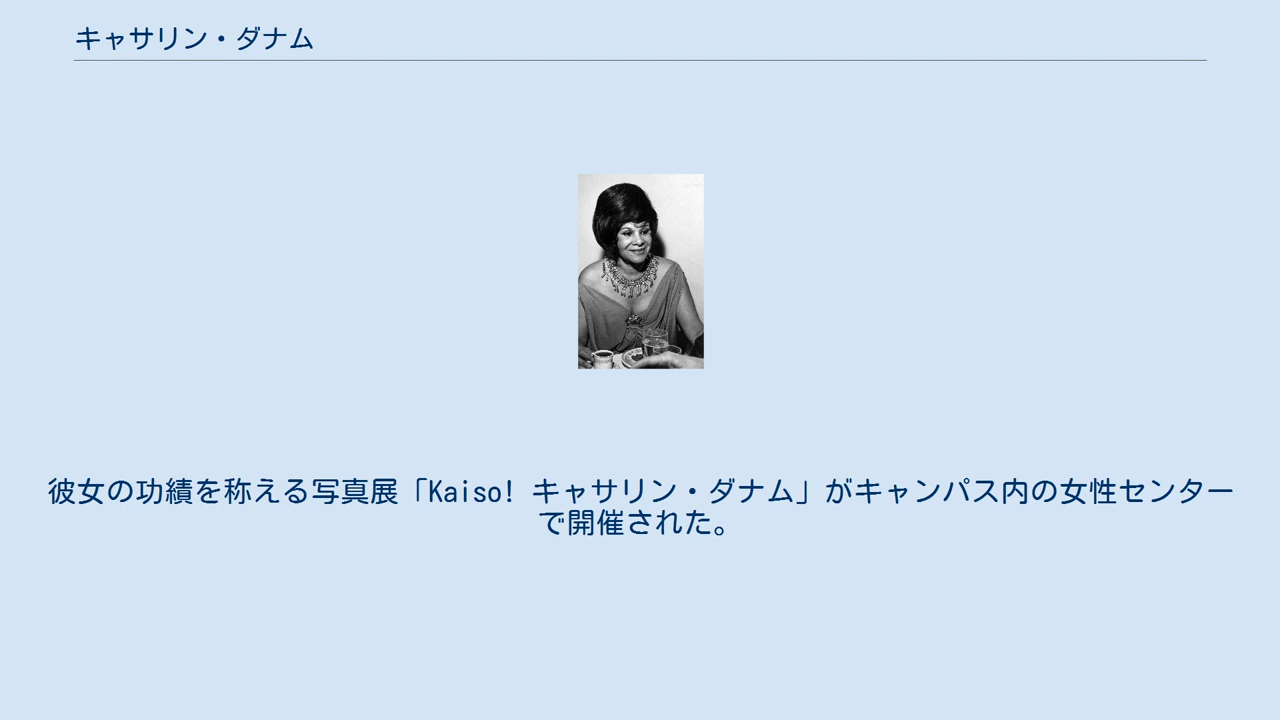 キャサリン・ダナム
彼女の功績を称える写真展「Kaiso! キャサリン・ダナム」がキャンパス内の女性センター
で開催された。